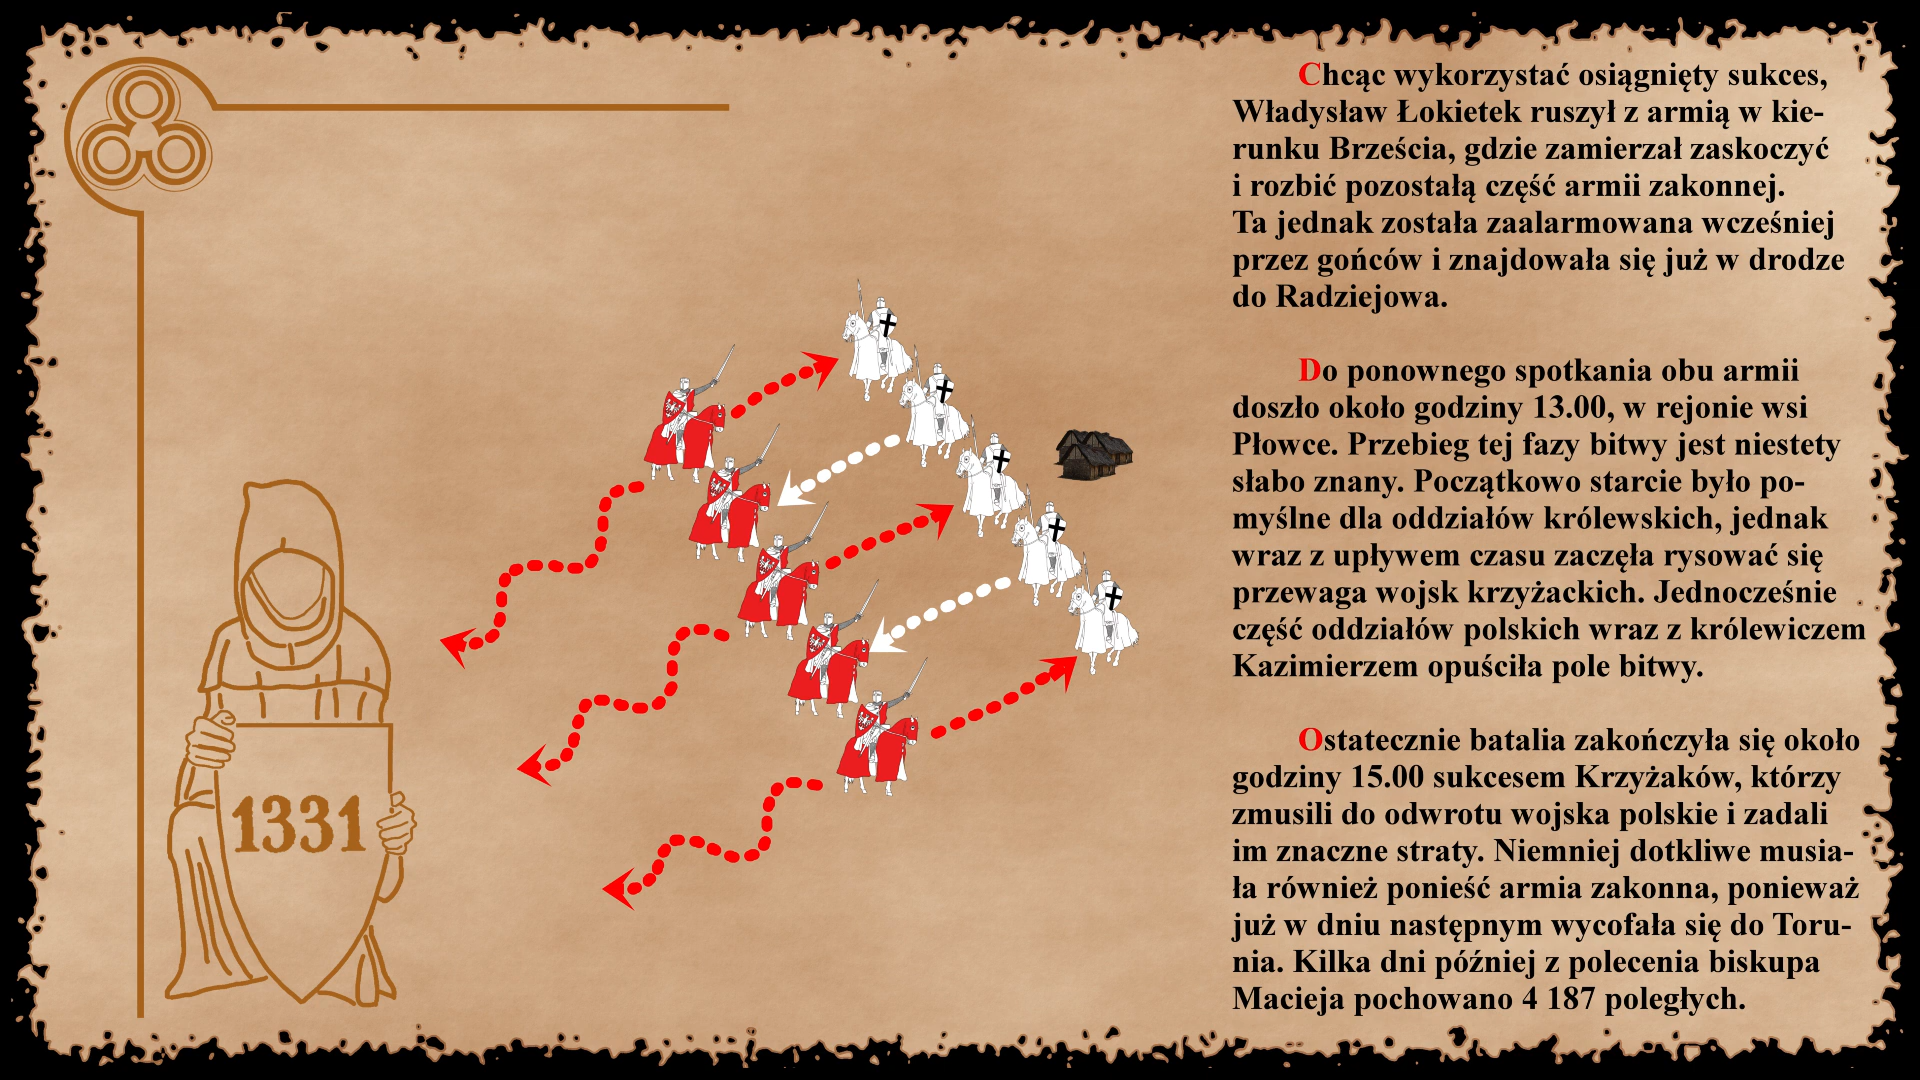 Chcąc wykorzystać osiągnięty sukces,
Władysław Łokietek ruszył z armią w kie-
runku Brześcia, gdzie zamierzał zaskoczyć
i rozbić pozostałą część armii zakonnej.
Ta jednak została zaalarmowana wcześniej
przez gońców i znajdowała się już w drodze
do Radziejowa.
Do ponownego spotkania obu armii
doszło około godziny 13.00, w rejonie wsi
Płowce. Przebieg tej fazy bitwy jest niestety
słabo znany. Początkowo starcie było po-
myślne dla oddziałów królewskich, jednak
wraz z upływem czasu zaczęła rysować się
przewaga wojsk krzyżackich. Jednocześnie
część oddziałów polskich wraz z królewiczem
Kazimierzem opuściła pole bitwy.
Ostatecznie batalia zakończyła się około
godziny 15.00 sukcesem Krzyżaków, którzy
zmusili do odwrotu wojska polskie i zadali
im znaczne straty. Niemniej dotkliwe musia-
ła również ponieść armia zakonna, ponieważ
już w dniu następnym wycofała się do Toru-
nia. Kilka dni później z polecenia biskupa
Macieja pochowano 4 187 poległych.
1331